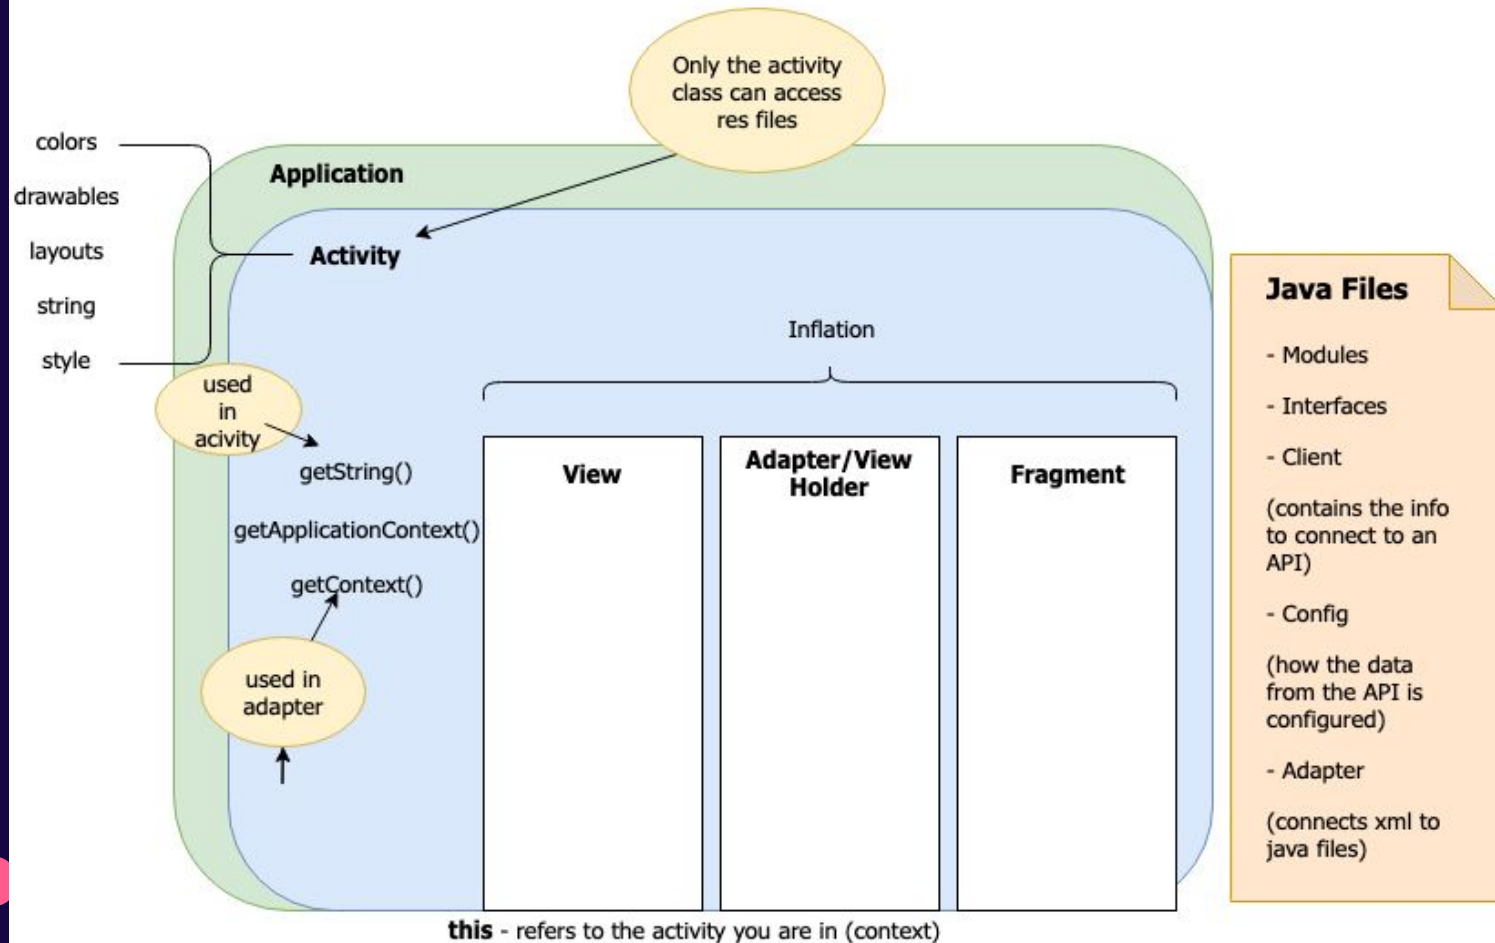 Only the activity
class can access
res files
colors
drawables
layouts
string
style
Application
Activity
used
in
acivity
getString()
getApplicationContext()
getContext()
used in
adapter
Inflation
View
Adapter/View
Holder
Fragment
this - refers to the activity you are in (context)
Java Files
- Modules
- Interfaces
- Client
(contains the info
to connect to an
API)
- Config
(how the data
from the API is
configured)
- Adapter
(connects xml to
java files)